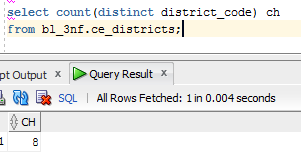 select count(distinct district_code) ch
from bl_3nf.ce_districts;
pt Output × Query Result ×
SQL | All Rows Fetched: 1 in 0.004 seconds
CH
1 8